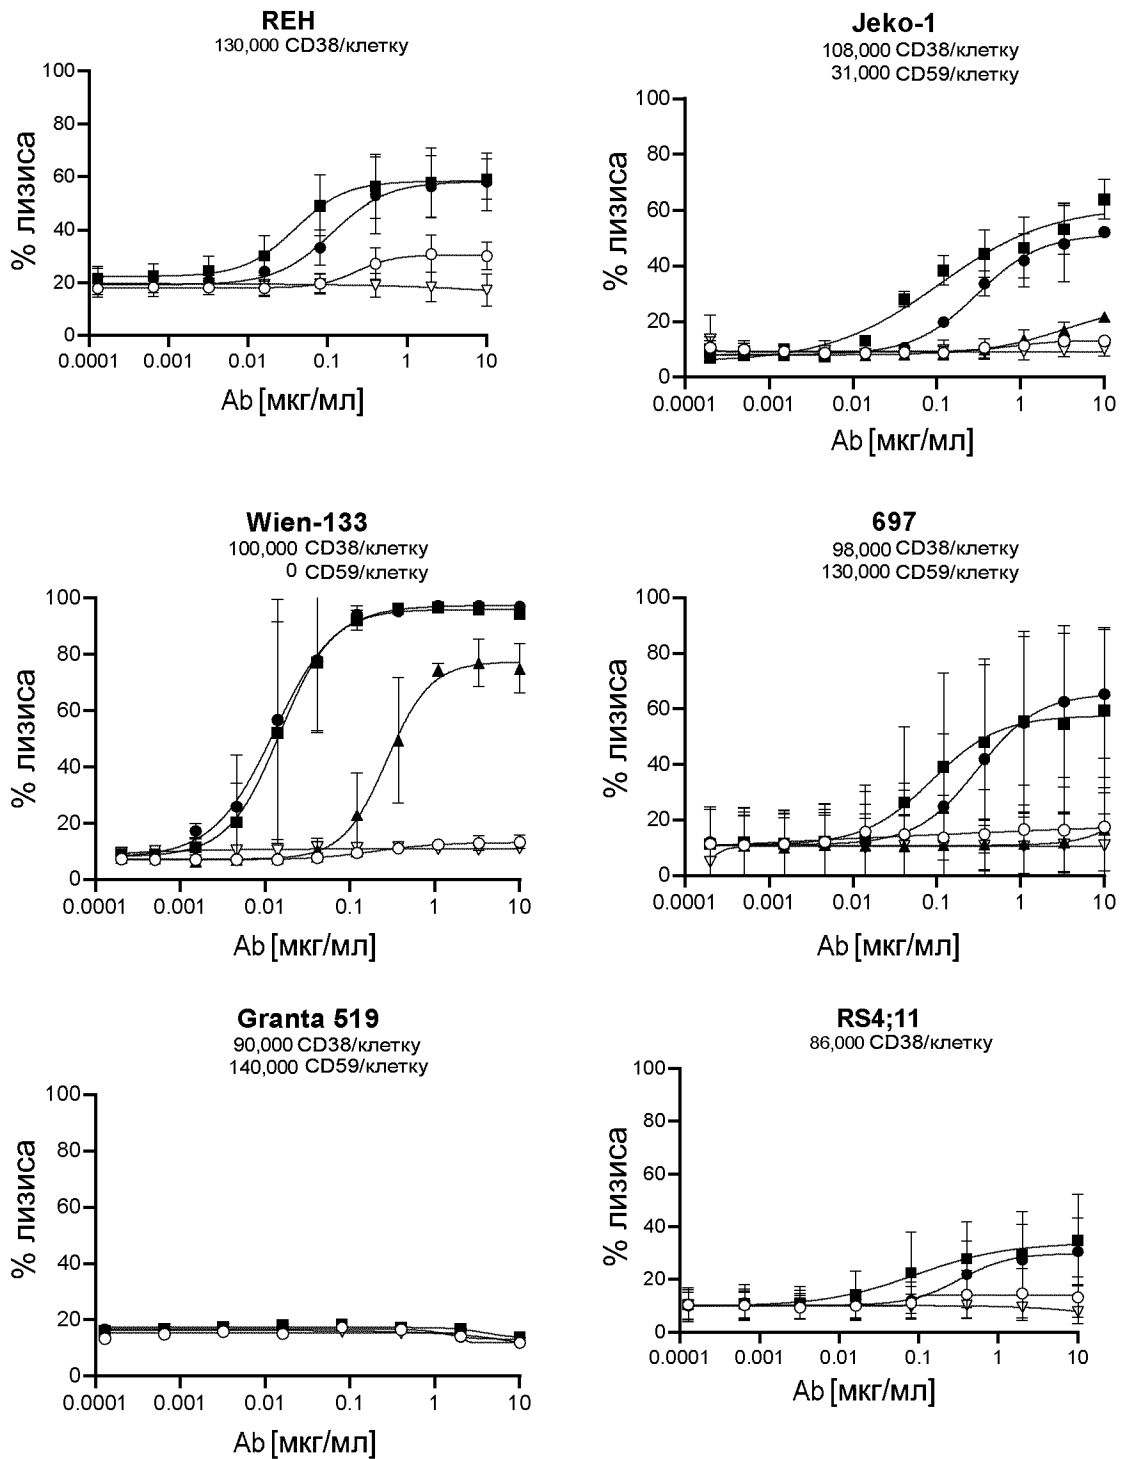 REH
130,000 CD38/клетку
100
80
60
40
20
0
% лизиса
0.0001 0.001 0.01 0.1 1 10
Ab [мкг/мл]
Jeko-1
108,000 CD38/клетку
31,000 CD59/клетку
100
80
60
40
20
0
% лизиса
0.0001 0.001 0.01 0.1 1 10
Ab [мкг/мл]
Wien-133
100,000 CD38/клетку
0 CD59/клетку
100
80
60
40
20
0
% лизиса
0.0001 0.001 0.01 0.1 1 10
Ab [мкг/мл]
697
98,000 CD38/клетку
130,000 CD59/клетку
100
80
60
40
20
0
% лизиса
0.0001 0.001 0.01 0.1 1 10
Ab [мкг/мл]
Granta 519
90,000 CD38/клетку
140,000 CD59/клетку
100
80
60
40
20
0
% лизиса
0.0001 0.001 0.01 0.1 1 10
Ab [мкг/мл]
RS4;11
86,000 CD38/клетку
100
80
60
40
20
0
% лизиса
0.0001 0.001 0.01 0.1 1 10
Ab [мкг/мл]